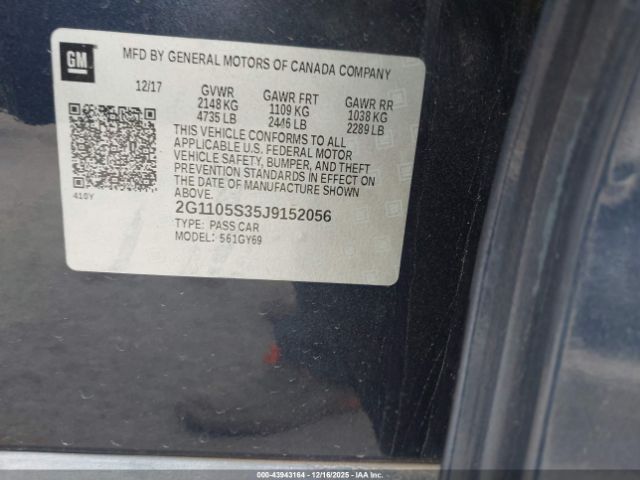 GM
MFD BY GENERAL MOTORS OF CANADA COMPANY
12/17 GVWR GAWR FRT GAWR RR
2148 KG 1109 KG 1038 KG
4735 LB 2446 LB 2289 LB
THIS VEHICLE CONFORMS TO ALL
APPLICABLE U.S. FEDERAL MOTOR
VEHICLE SAFETY, BUMPER, AND THEFT
PREVENTION STANDARDS IN EFFECT ON
THE DATE OF MANUFACTURE SHOWN
ABOVE.
410Y
2G1105S35J9152056
TYPE: PASS CAR
MODEL: 561GY69
000-43943164 | 12/16/2025 | IAAI.COM